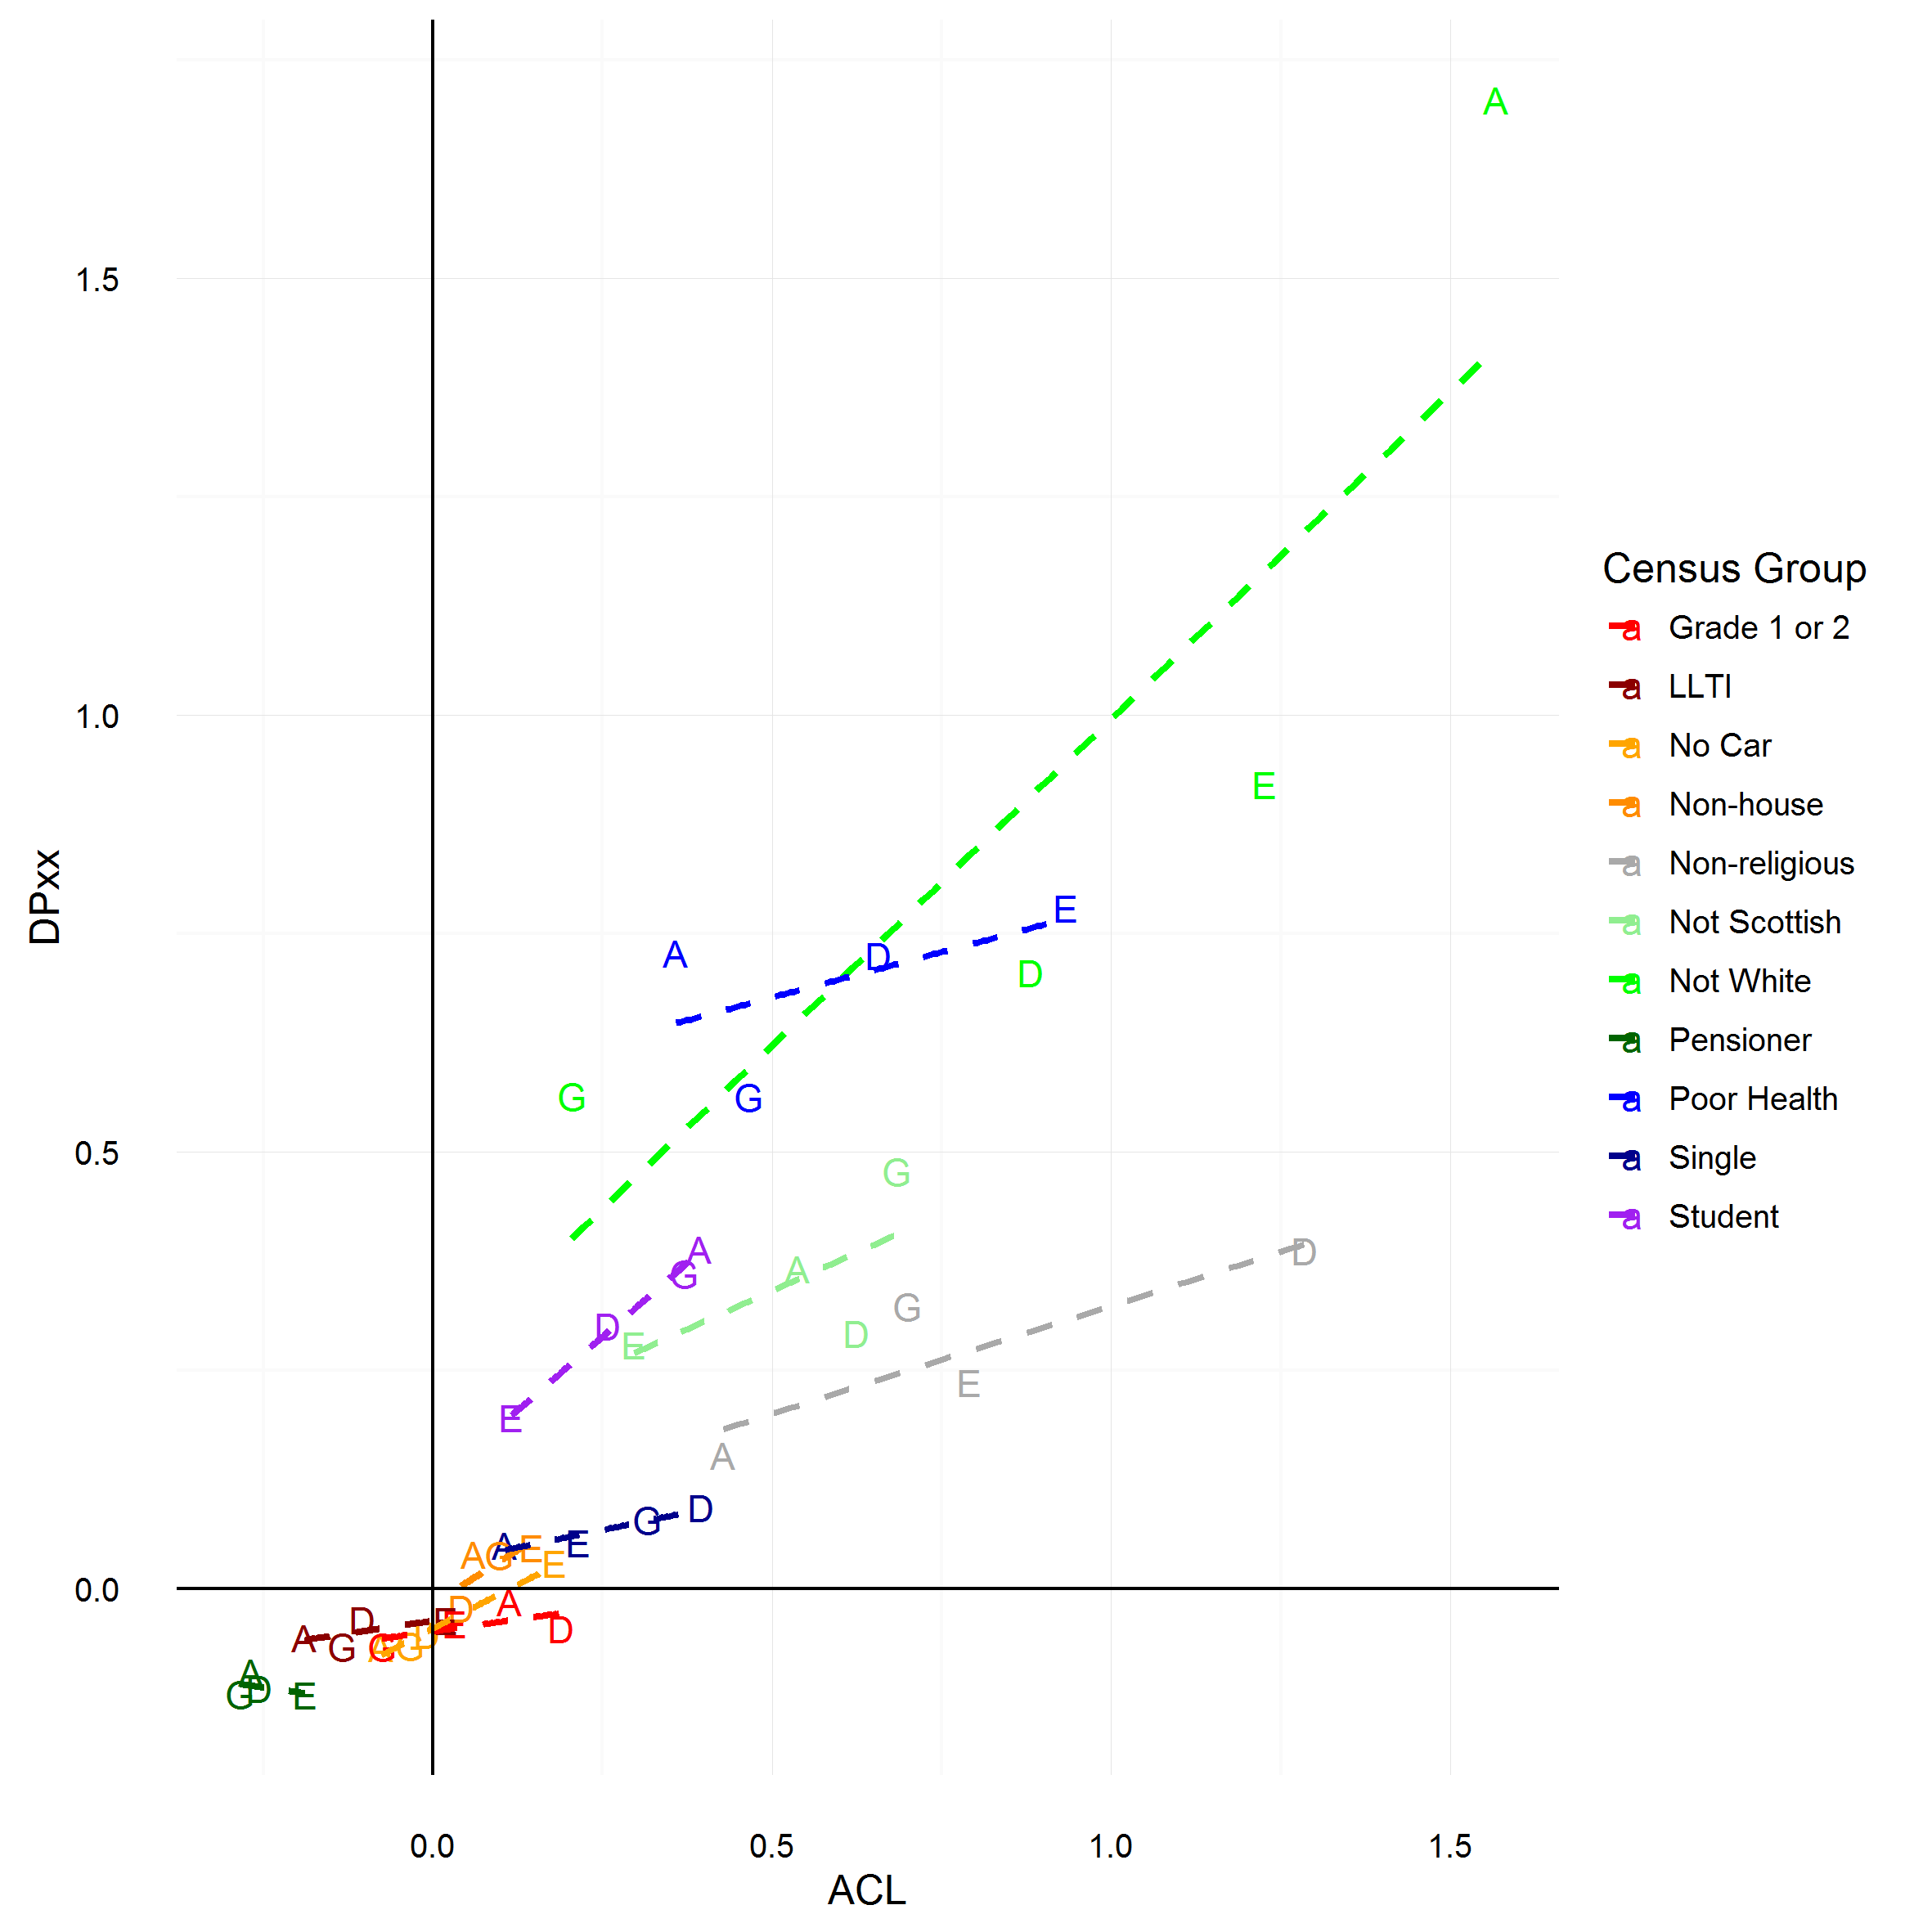 A
1.5
E
E
A
D
D
1.0
DPxx
G
G
G
0.5
A
G
A
D
D
G
D
E
E
E
A
D
G
A
E
A
G
E
E
0.0
A
D
D
E
E
A
D
G
G
A
G
D
A
D
G
E
0.0
0.5
1.0
1.5
ACL
Census Group
a Grade 1 or 2
a LLTI
a No Car
a Non-house
a Non-religious
a Not Scottish
a Not White
a Pensioner
a Poor Health
a Single
a Student